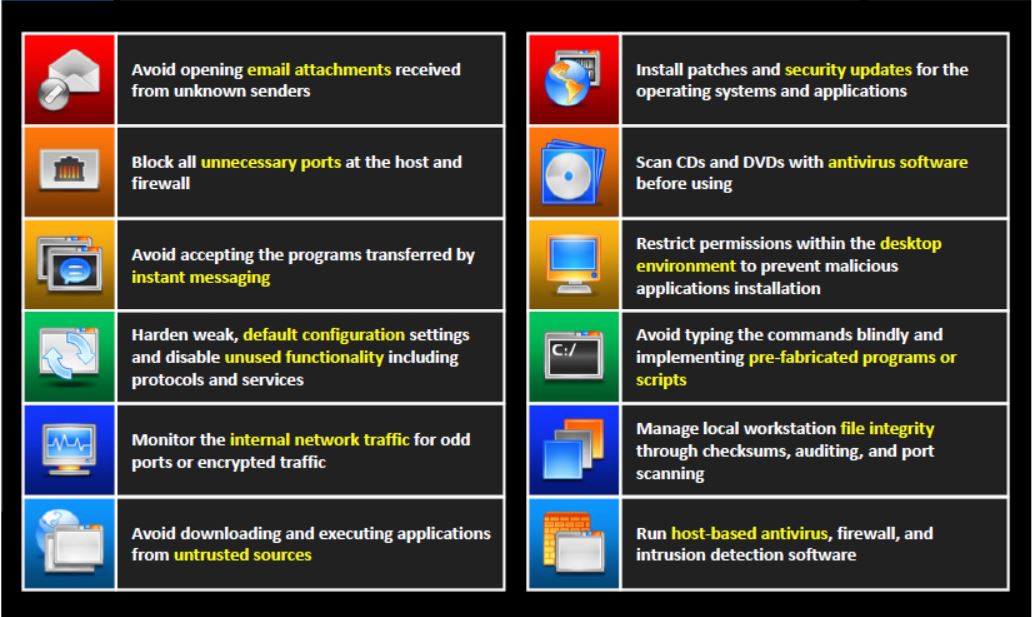 Avoid opening email attachments received
from unknown senders
Block all unnecessary ports at the host and
firewall
Avoid accepting the programs transferred by
instant messaging
Harden weak, default configuration settings
and disable unused functionality including
protocols and services
Monitor the internal network traffic for odd
ports or encrypted traffic
Avoid downloading and executing applications
from untrusted sources
Install patches and security updates for the
operating systems and applications
Scan CDs and DVDs with antivirus software
before using
Restrict permissions within the desktop
environment to prevent malicious
applications installation
C:/
Avoid typing the commands blindly and
implementing pre-fabricated programs or
scripts
Manage local workstation file integrity
through checksums, auditing, and port
scanning
Run host-based antivirus, firewall, and
intrusion detection software